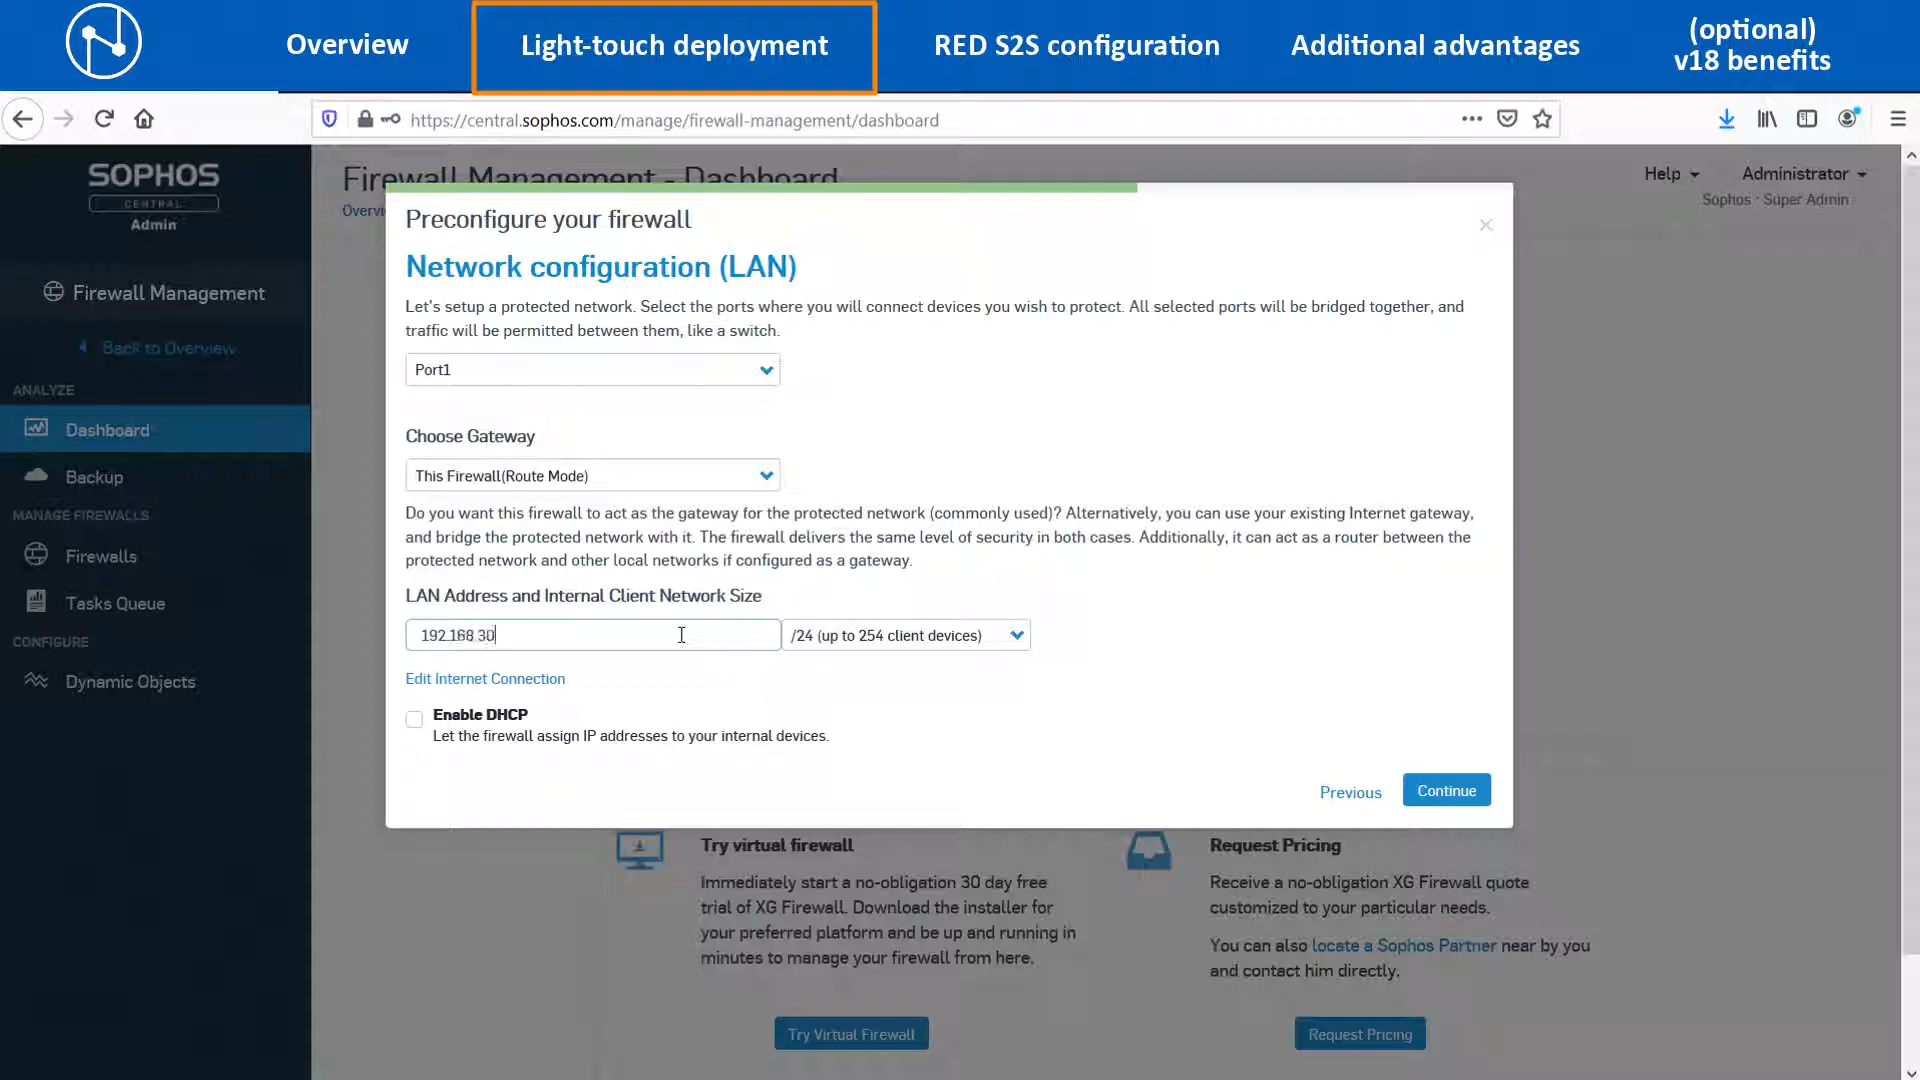 Overview
Light-touch deployment
RED S2S configuration
Additional advantages
(optional)
v18 benefits
https://central.sophos.com/manage/firewall-management/dashboard
SOPHOS
CENTRAL
Admin
Firewall Management - Dashboard
Help
Administrator
Sophos · Super Admin
Firewall Management
Back to Overview
ANALYZE
Dashboard
Backup
MANAGE FIREWALLS
Firewalls
Tasks Queue
CONFIGURE
Dynamic Objects
Preconfigure your firewall
Network configuration (LAN)
Let's setup a protected network. Select the ports where you will connect devices you wish to protect. All selected ports will be bridged together, and
traffic will be permitted between them, like a switch.
Port1
Choose Gateway
This Firewall(Route Mode)
Do you want this firewall to act as the gateway for the protected network (commonly used)? Alternatively, you can use your existing Internet gateway,
and bridge the protected network with it. The firewall delivers the same level of security in both cases. Additionally, it can act as a router between the
protected network and other local networks if configured as a gateway.
LAN Address and Internal Client Network Size
192.168.30
/24 (up to 254 client devices)
Edit Internet Connection
Enable DHCP
Let the firewall assign IP addresses to your internal devices.
Previous
Continue
Try virtual firewall
Immediately start a no-obligation 30 day free
trial of XG Firewall. Download the installer for
your preferred platform and be up and running in
minutes to manage your firewall from here.
Try Virtual Firewall
Request Pricing
Receive a no-obligation XG Firewall quote
customized to your particular needs.
You can also locate a Sophos Partner near by you
and contact him directly.
Request Pricing